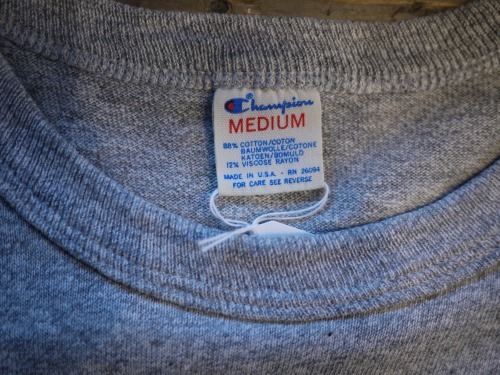 Champion
MEDIUM
88% COTTON/COTON
BAUMWOLLE/COTONE
KATOEN/BOMULD
12% VISCOSE RAYON
MADE IN U.S.A. - RN 26094
FOR CARE SEE REVERSE